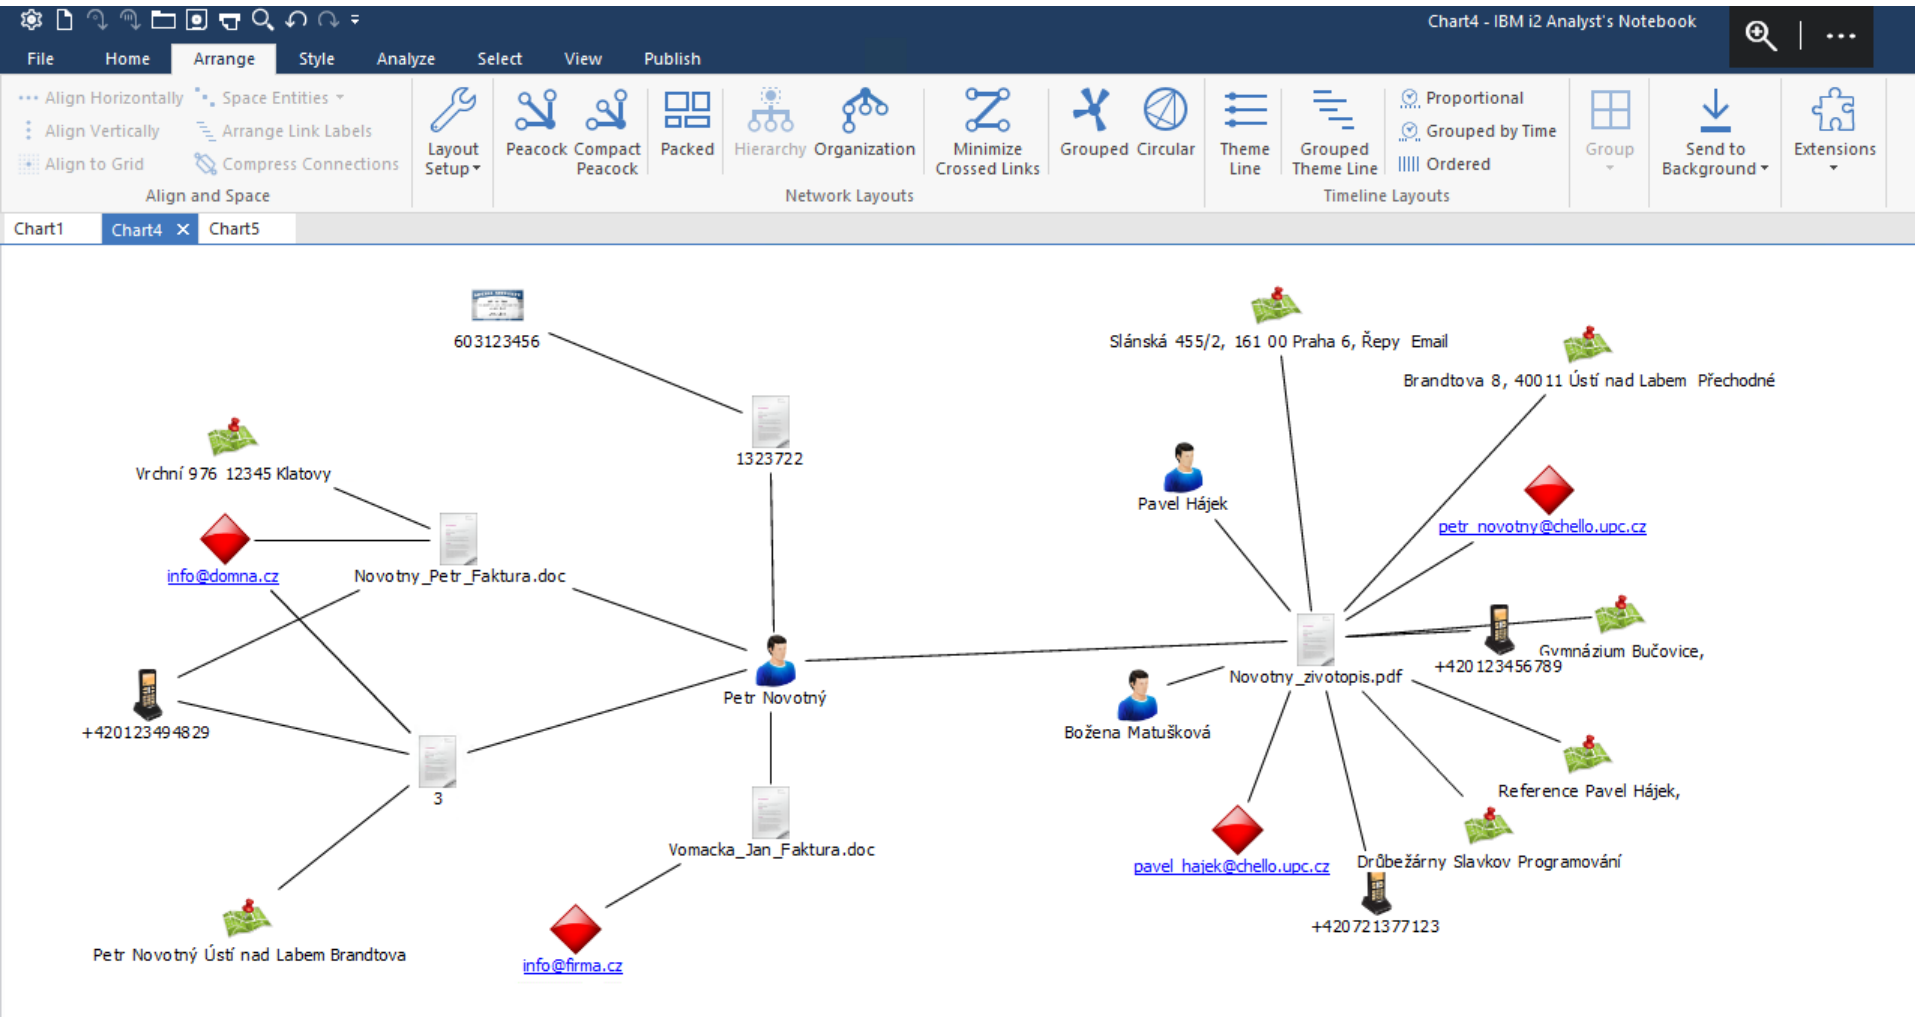 Chart4 - IBM i2 Analyst's Notebook
File Home Arrange Style Analyze Select View Publish
Align Horizontally
Align Vertically
Align to Grid
Space Entities
Arrange Link Labels
Compress Connections
Align and Space
Layout
Setup
Peacock
Compact
Peacock
Packed
Hierarchy
Organization
Minimize
Crossed Links
Grouped
Circular
Network Layouts
Theme
Line
Grouped
Theme Line
Proportional
Grouped by Time
Ordered
Timeline Layouts
Group
Send to
Background
Extensions
Chart1 Chart4 Chart5
603123456
Slánská 455/2, 161 00 Praha 6, Řepy Email
Brandtova 8, 40011 Ústí nad Labem Přechodné
1323722
Vrchní 976 12345 Klatovy
Pavel Hájek
petr_novotny@chello.upc.cz
info@domna.cz
Novotny_Petr_Faktura.doc
Gymnázium Bučovice,
+420123456789
Novotny_zivotopis.pdf
Petr Novotný
+420123494829
Božena Matušková
3
Reference Pavel Hájek,
Vomacka_Jan_Faktura.doc
pavel_hajek@chello.upc.cz
Drůbežárny Slavkov Programování
+420721377123
Petr Novotný Ústí nad Labem Brandtova
info@firma.cz